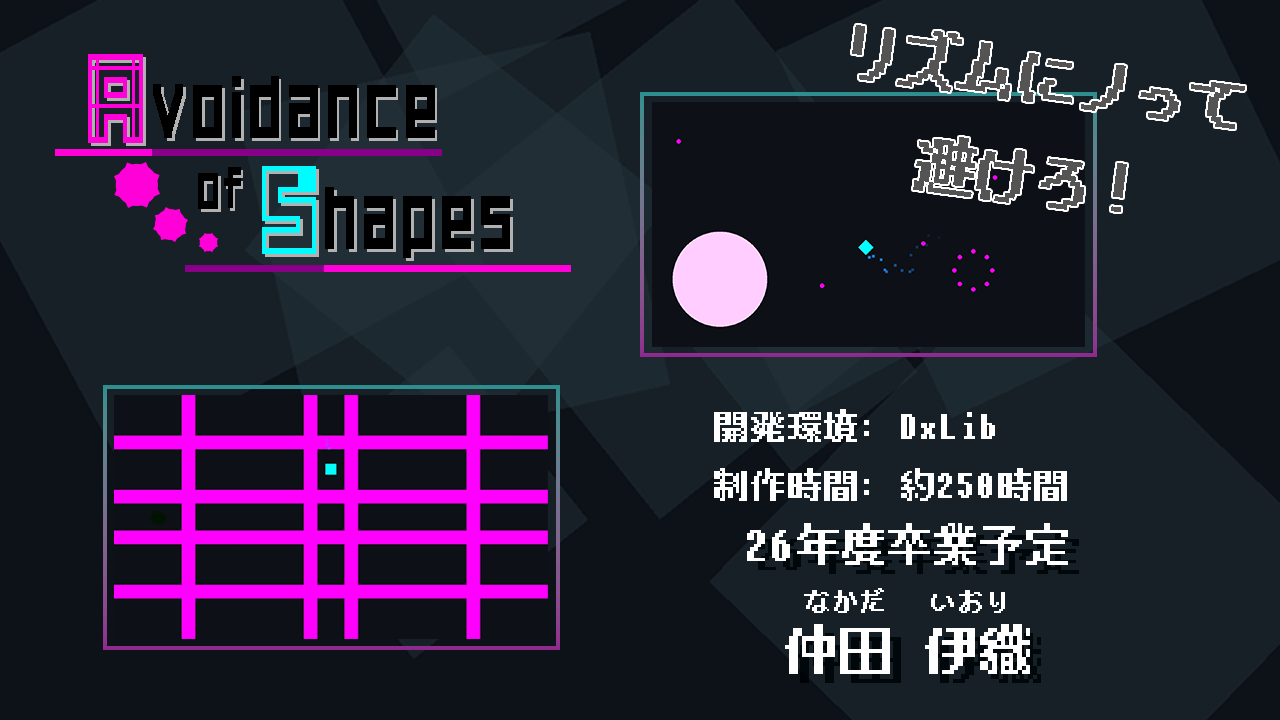 Avoidance
of Shapes
リズムにノって
避けろ！
開発環境: DxLib
制作時間: 約250時間
26年度卒業予定
なかだ いおり
仲田 伊織